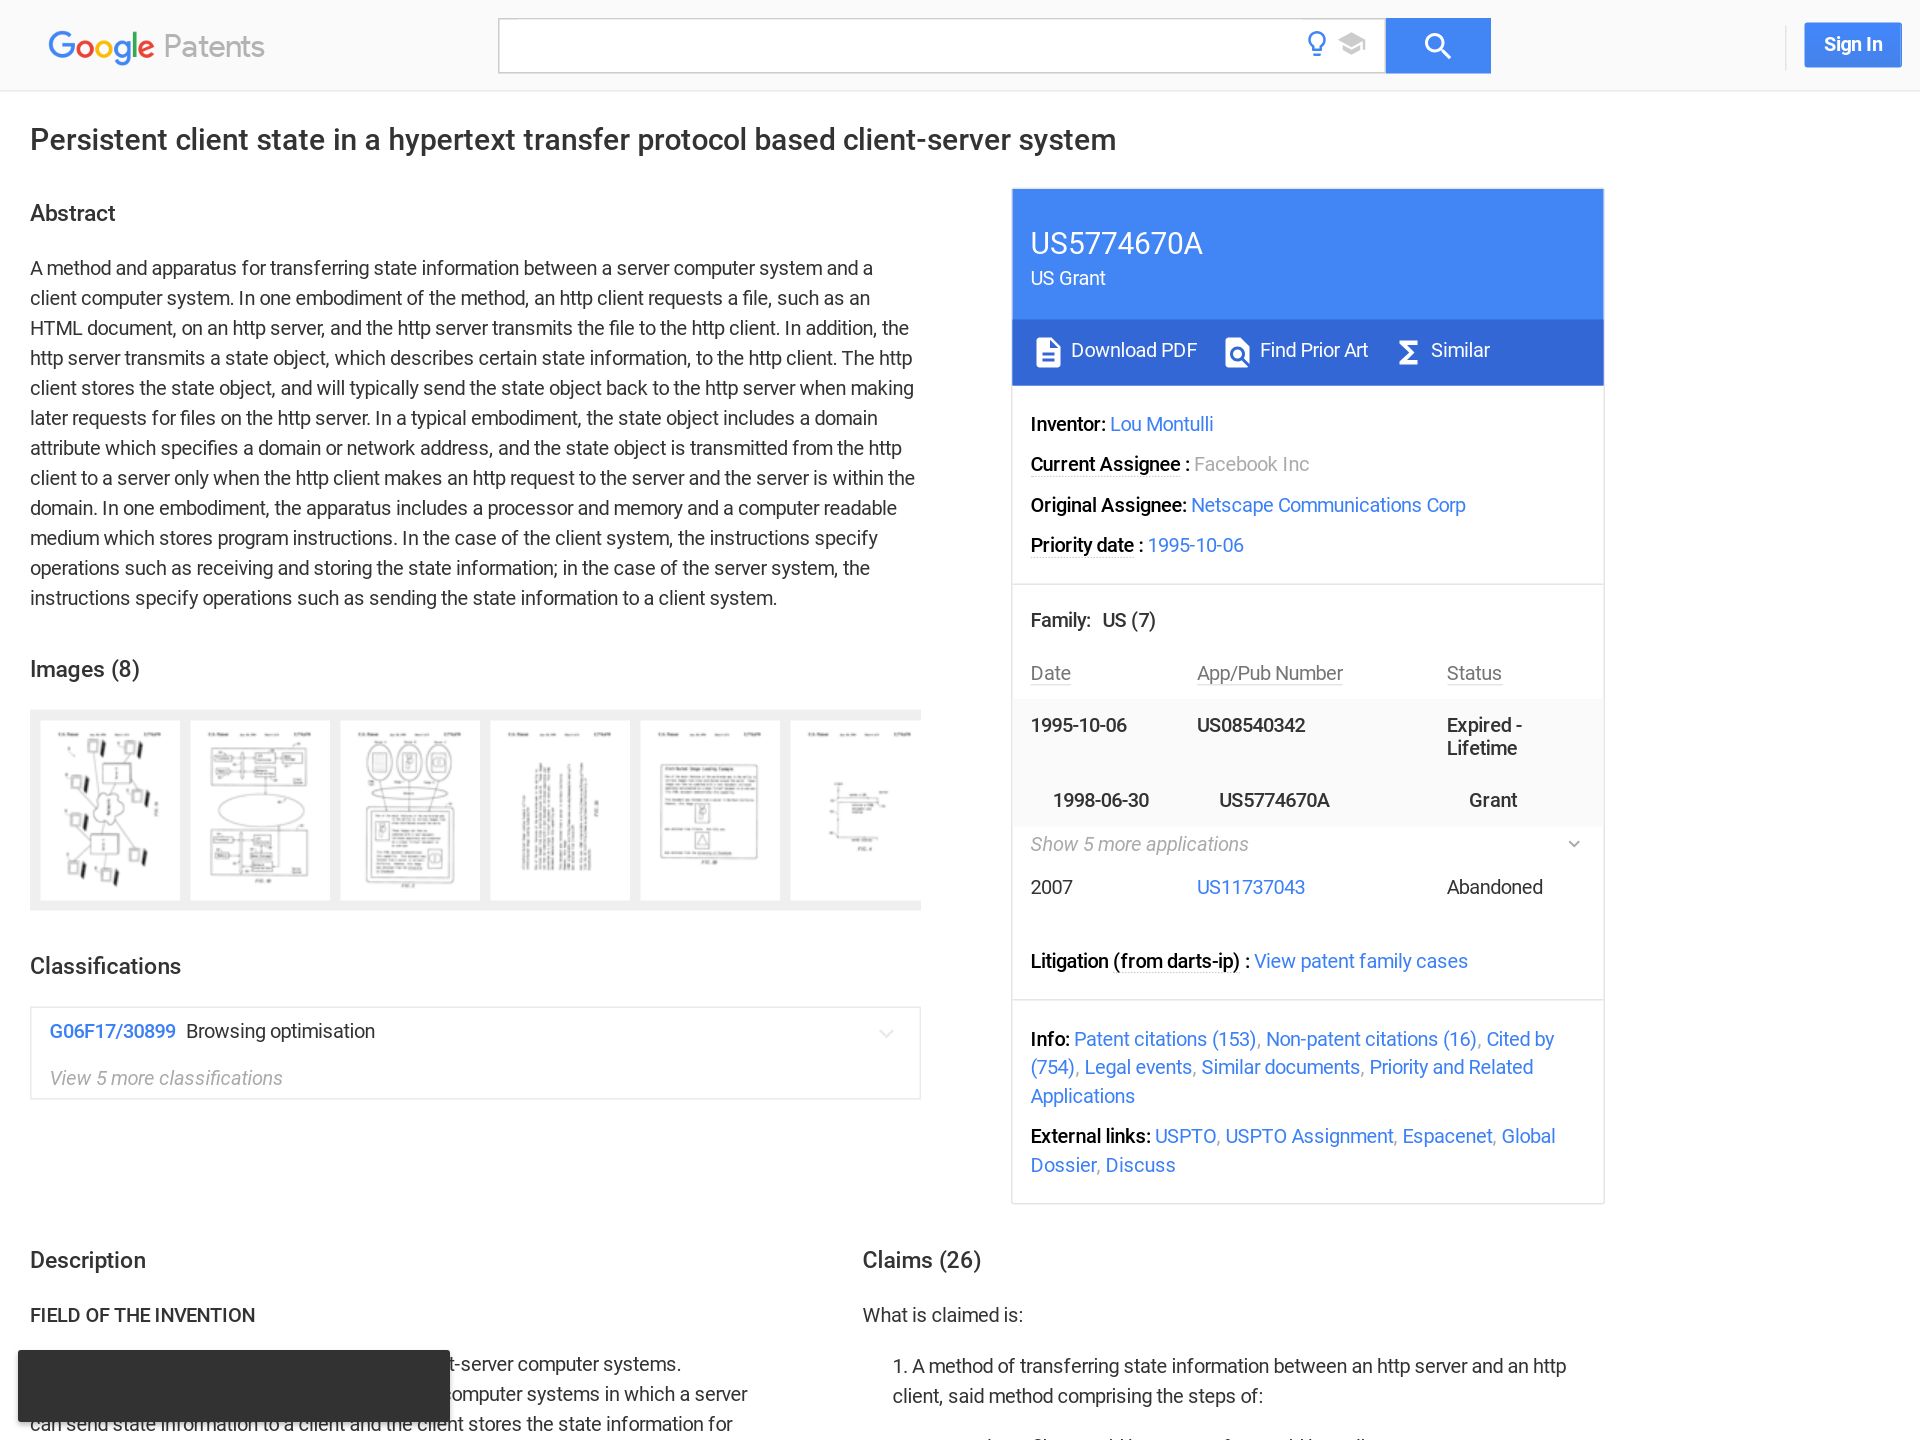 Google Patents
Sign In
Persistent client state in a hypertext transfer protocol based client-server system
Abstract
A method and apparatus for transferring state information between a server computer system and a
client computer system. In one embodiment of the method, an http client requests a file, such as an
HTML document, on an http server, and the http server transmits the file to the http client. In addition, the
http server transmits a state object, which describes certain state information, to the http client. The http
client stores the state object, and will typically send the state object back to the http server when making
later requests for files on the http server. In a typical embodiment, the state object includes a domain
attribute which specifies a domain or network address, and the state object is transmitted from the http
client to a server only when the http client makes an http request to the server and the server is within the
domain. In one embodiment, the apparatus includes a processor and memory and a computer readable
medium which stores program instructions. In the case of the client system, the instructions specify
operations such as receiving and storing the state information; in the case of the server system, the
instructions specify operations such as sending the state information to a client system.
Images (8)
Classifications
G06F17/30899 Browsing optimisation
View 5 more classifications
US5774670A
US Grant
Download PDF Find Prior Art Similar
Inventor: Lou Montulli
Current Assignee : Facebook Inc
Original Assignee: Netscape Communications Corp
Priority date : 1995-10-06
Family: US (7)
Date App/Pub Number Status
1995-10-06 US08540342 Expired -
Lifetime
1998-06-30 US5774670A Grant
Show 5 more applications
2007 US11737043 Abandoned
Litigation (from darts-ip) : View patent family cases
Info: Patent citations (153), Non-patent citations (16), Cited by
(754), Legal events, Similar documents, Priority and Related
Applications
External links: USPTO, USPTO Assignment, Espacenet, Global
Dossier, Discuss
Description
FIELD OF THE INVENTION
t-server computer systems.
computer systems in which a server
can send state information to a client and the client stores the state information for
Claims (26)
What is claimed is:
1. A method of transferring state information between an http server and an http
client, said method comprising the steps of: